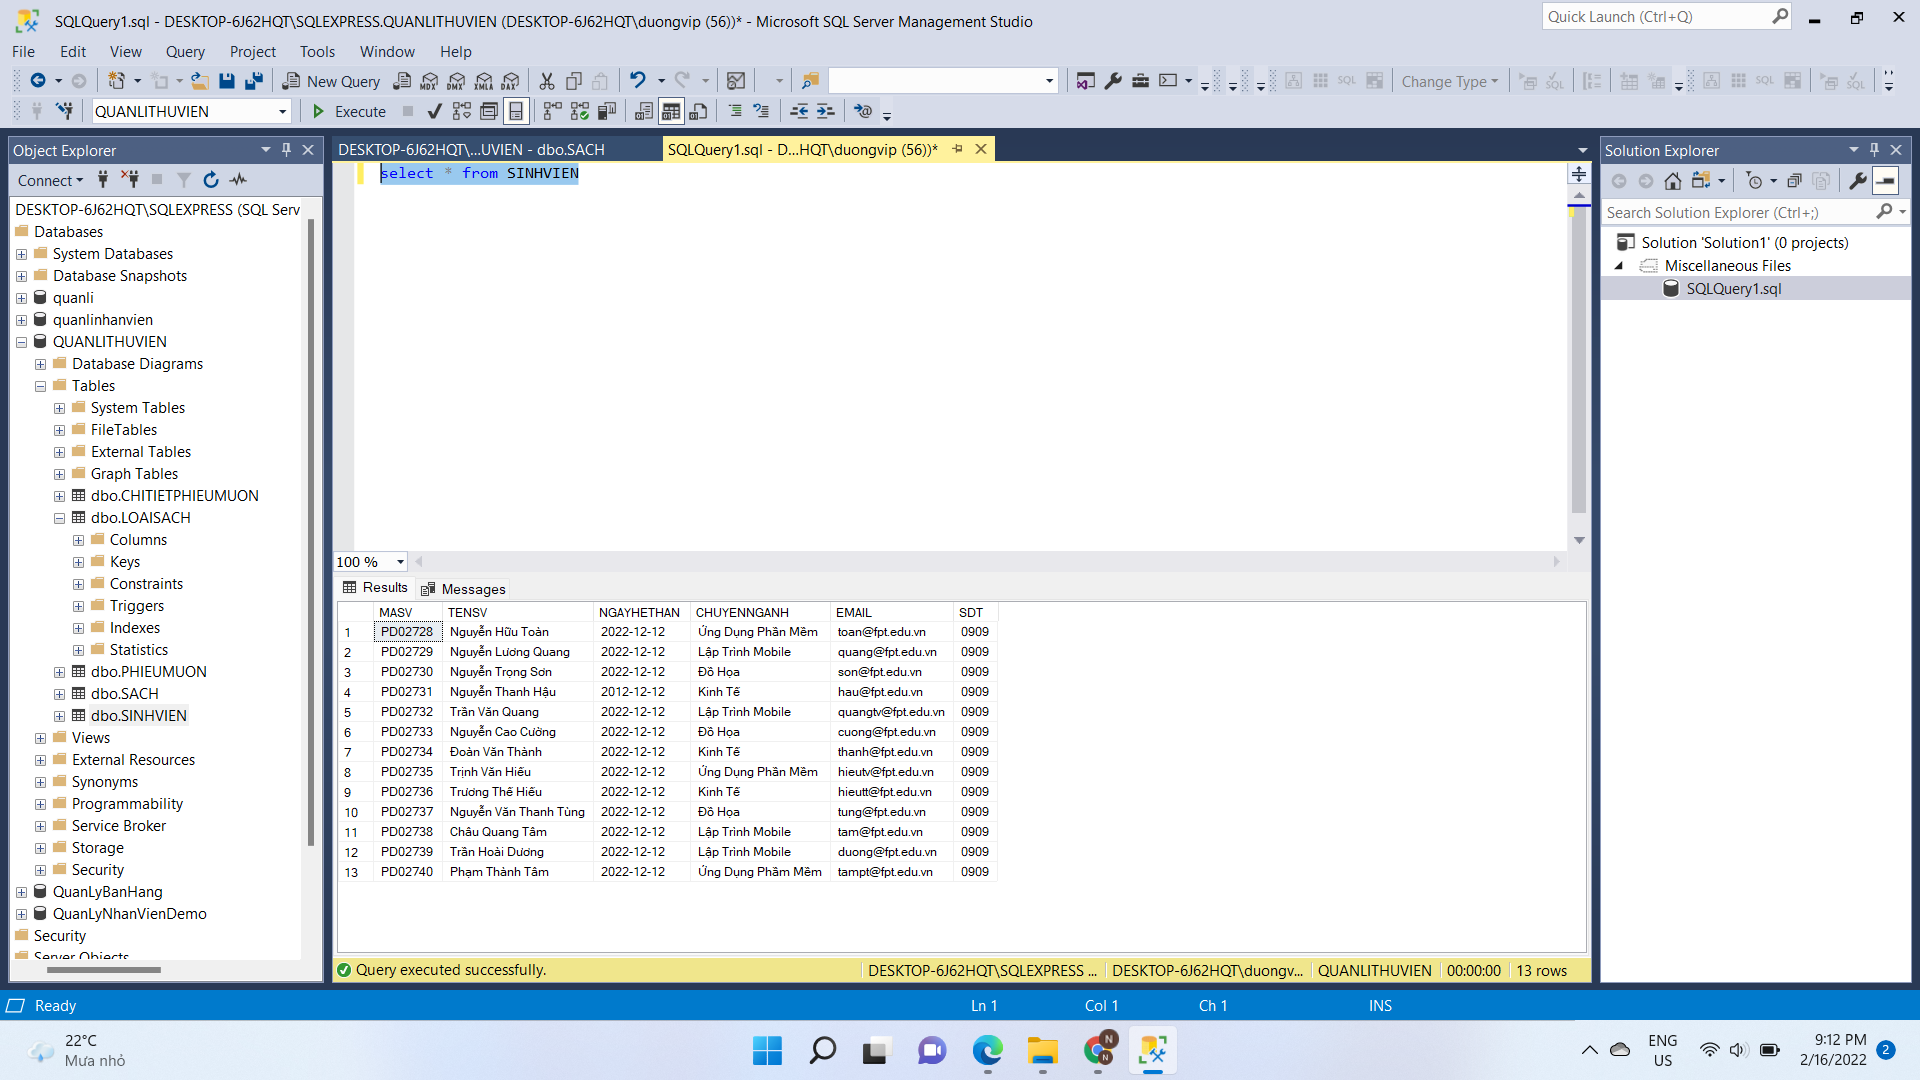 SQLQuery1.sql - DESKTOP-6J62HQT\SQLEXPRESS.QUANLITHUVIEN (DESKTOP-6J62HQT\duongvip (56))* - Microsoft SQL Server Management Studio
Quick Launch (Ctrl+Q)
File Edit View Query Project Tools Window Help
New Query MDX DMX XMLA DAX SQL Change Type SQL
QUANLITHUVIEN Execute
Object Explorer
Connect
DESKTOP-6J62HQT\SQLEXPRESS (SQL Serv
Databases
System Databases
Database Snapshots
quanli
quanlinhanvien
QUANLITHUVIEN
Database Diagrams
Tables
System Tables
FileTables
External Tables
Graph Tables
dbo.CHITIETPHIEUMUON
dbo.LOAISACH
Columns
Keys
Constraints
Triggers
Indexes
Statistics
dbo.PHIEUMUON
dbo.SACH
dbo.SINHVIEN
Views
External Resources
Synonyms
Programmability
Service Broker
Storage
Security
QuanLyBanHang
QuanLyNhanVienDemo
Security
Server Objects
DESKTOP-6J62HQT\...UVIEN - dbo.SACH
SQLQuery1.sql - D...HQT\duongvip (56))*
select * from SINHVIEN
100 %
Results Messages
MASV TENSV NGAYHETHAN CHUYENNGANH EMAIL SDT
1 PD02728 Nguyễn Hữu Toàn 2022-12-12 Ứng Dụng Phần Mềm toan@fpt.edu.vn 0909
2 PD02729 Nguyễn Lương Quang 2022-12-12 Lập Trình Mobile quang@fpt.edu.vn 0909
3 PD02730 Nguyễn Trọng Sơn 2022-12-12 Đồ Họa son@fpt.edu.vn 0909
4 PD02731 Nguyễn Thanh Hậu 2012-12-12 Kinh Tế hau@fpt.edu.vn 0909
5 PD02732 Trần Văn Quang 2022-12-12 Lập Trình Mobile quangtv@fpt.edu.vn 0909
6 PD02733 Nguyễn Cao Cường 2022-12-12 Đồ Họa cuong@fpt.edu.vn 0909
7 PD02734 Đoàn Văn Thành 2022-12-12 Kinh Tế thanh@fpt.edu.vn 0909
8 PD02735 Trịnh Văn Hiếu 2022-12-12 Ứng Dụng Phần Mềm hieutv@fpt.edu.vn 0909
9 PD02736 Trương Thế Hiếu 2022-12-12 Kinh Tế hieutt@fpt.edu.vn 0909
10 PD02737 Nguyễn Văn Thanh Tùng 2022-12-12 Đồ Họa tung@fpt.edu.vn 0909
11 PD02738 Châu Quang Tâm 2022-12-12 Lập Trình Mobile tam@fpt.edu.vn 0909
12 PD02739 Trần Hoài Dương 2022-12-12 Lập Trình Mobile duong@fpt.edu.vn 0909
13 PD02740 Phạm Thành Tâm 2022-12-12 Ứng Dụng Phầm Mềm tampt@fpt.edu.vn 0909
Query executed successfully. DESKTOP-6J62HQT\SQLEXPRESS ... DESKTOP-6J62HQT\duongv... QUANLITHUVIEN 00:00:00 13 rows
Solution Explorer
Search Solution Explorer (Ctrl+;)
Solution 'Solution1' (0 projects)
Miscellaneous Files
SQLQuery1.sql
Ready Ln 1 Col 1 Ch 1 INS
22°C
Mưa nhỏ
N
N
ENG
US
9:12 PM
2/16/2022
2